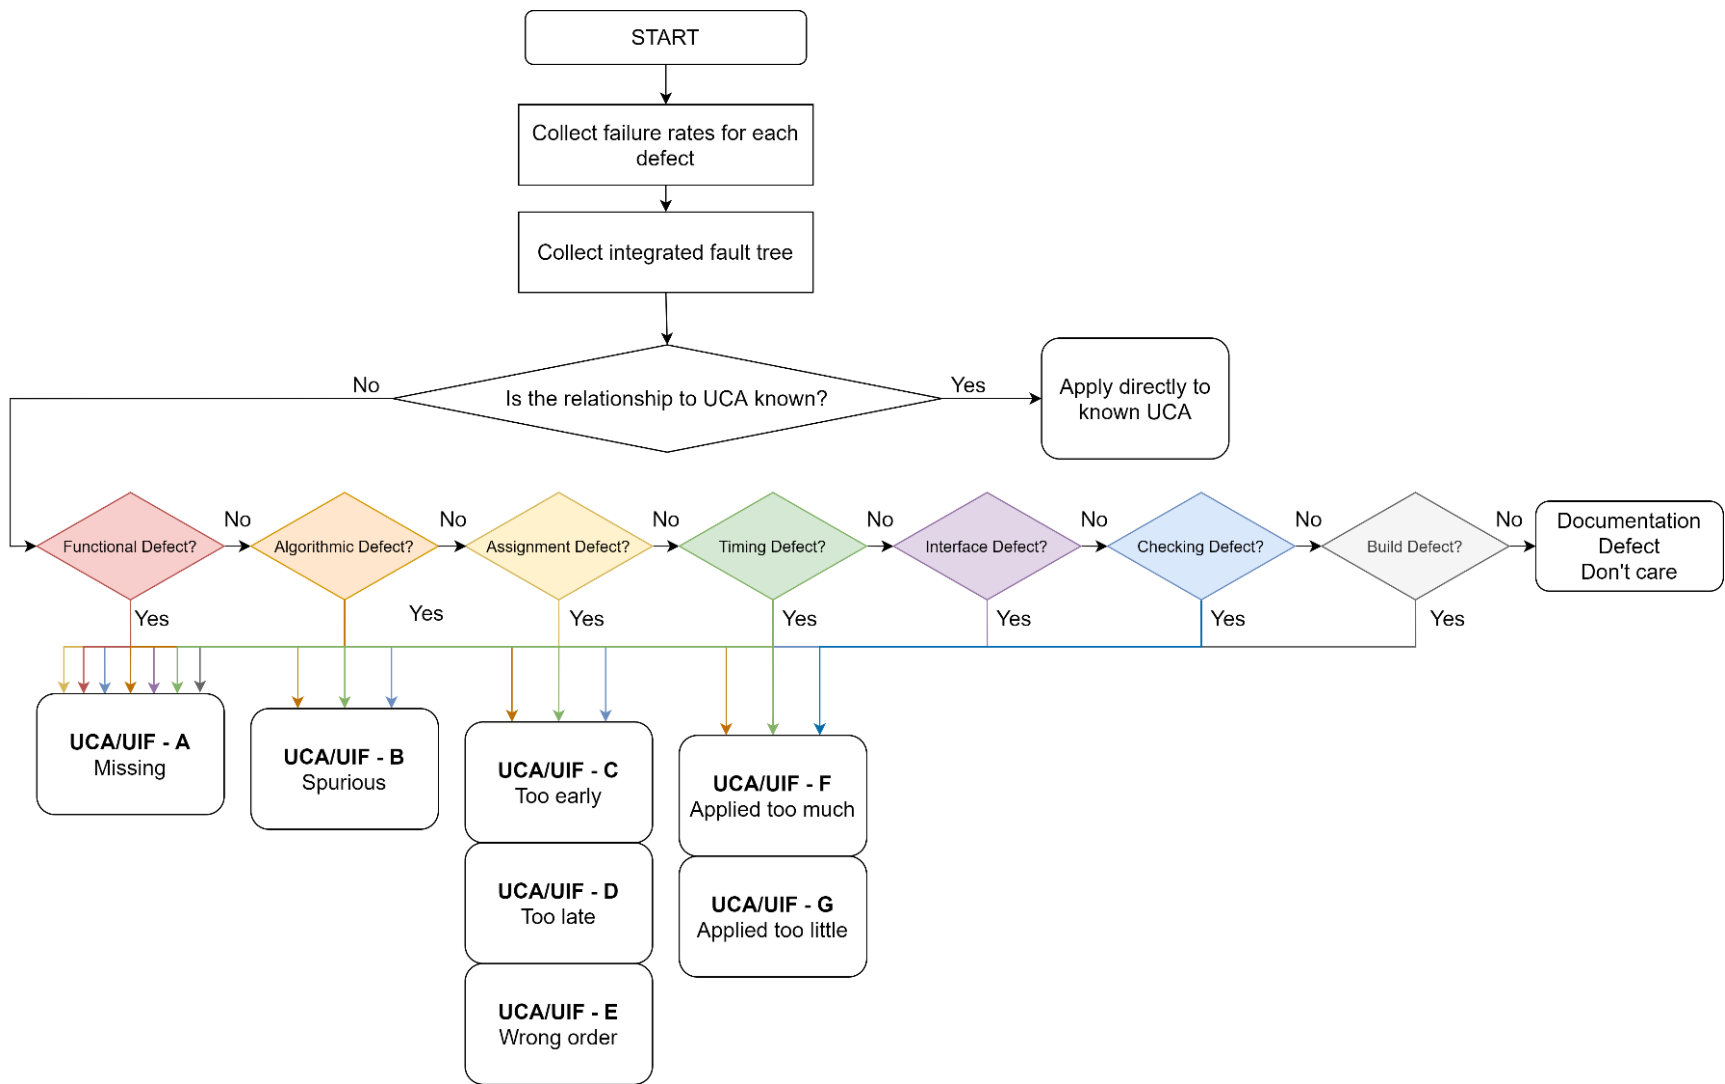 START
Collect failure rates for each
defect
Collect integrated fault tree
No
Is the relationship to UCA known?
Yes
Apply directly to
known UCA
Functional Defect?
No
Algorithmic Defect?
No
Assignment Defect?
No
Timing Defect?
No
Interface Defect?
No
Checking Defect?
No
Build Defect?
No
Documentation
Defect
Don't care
Yes
Yes
Yes
Yes
Yes
Yes
Yes
UCA/UIF - A
Missing
UCA/UIF - B
Spurious
UCA/UIF - C
Too early
UCA/UIF - D
Too late
UCA/UIF - E
Wrong order
UCA/UIF - F
Applied too much
UCA/UIF - G
Applied too little